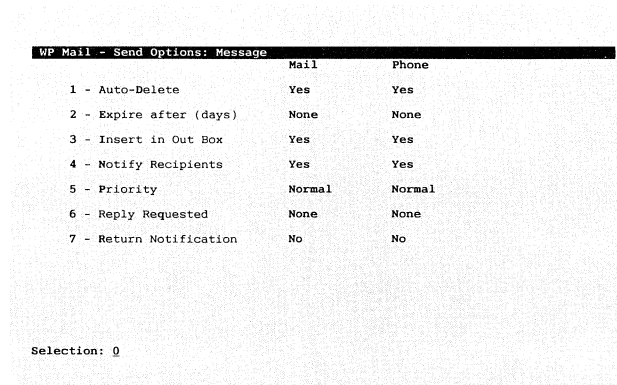 WP Mail - Send Options: Message
Mail Phone
1 - Auto-Delete Yes Yes
2 - Expire after (days) None None
3 - Insert in Out Box Yes Yes
4 - Notify Recipients Yes Yes
5 - Priority Normal Normal
6 - Reply Requested None None
7 - Return Notification No No
Selection: 0